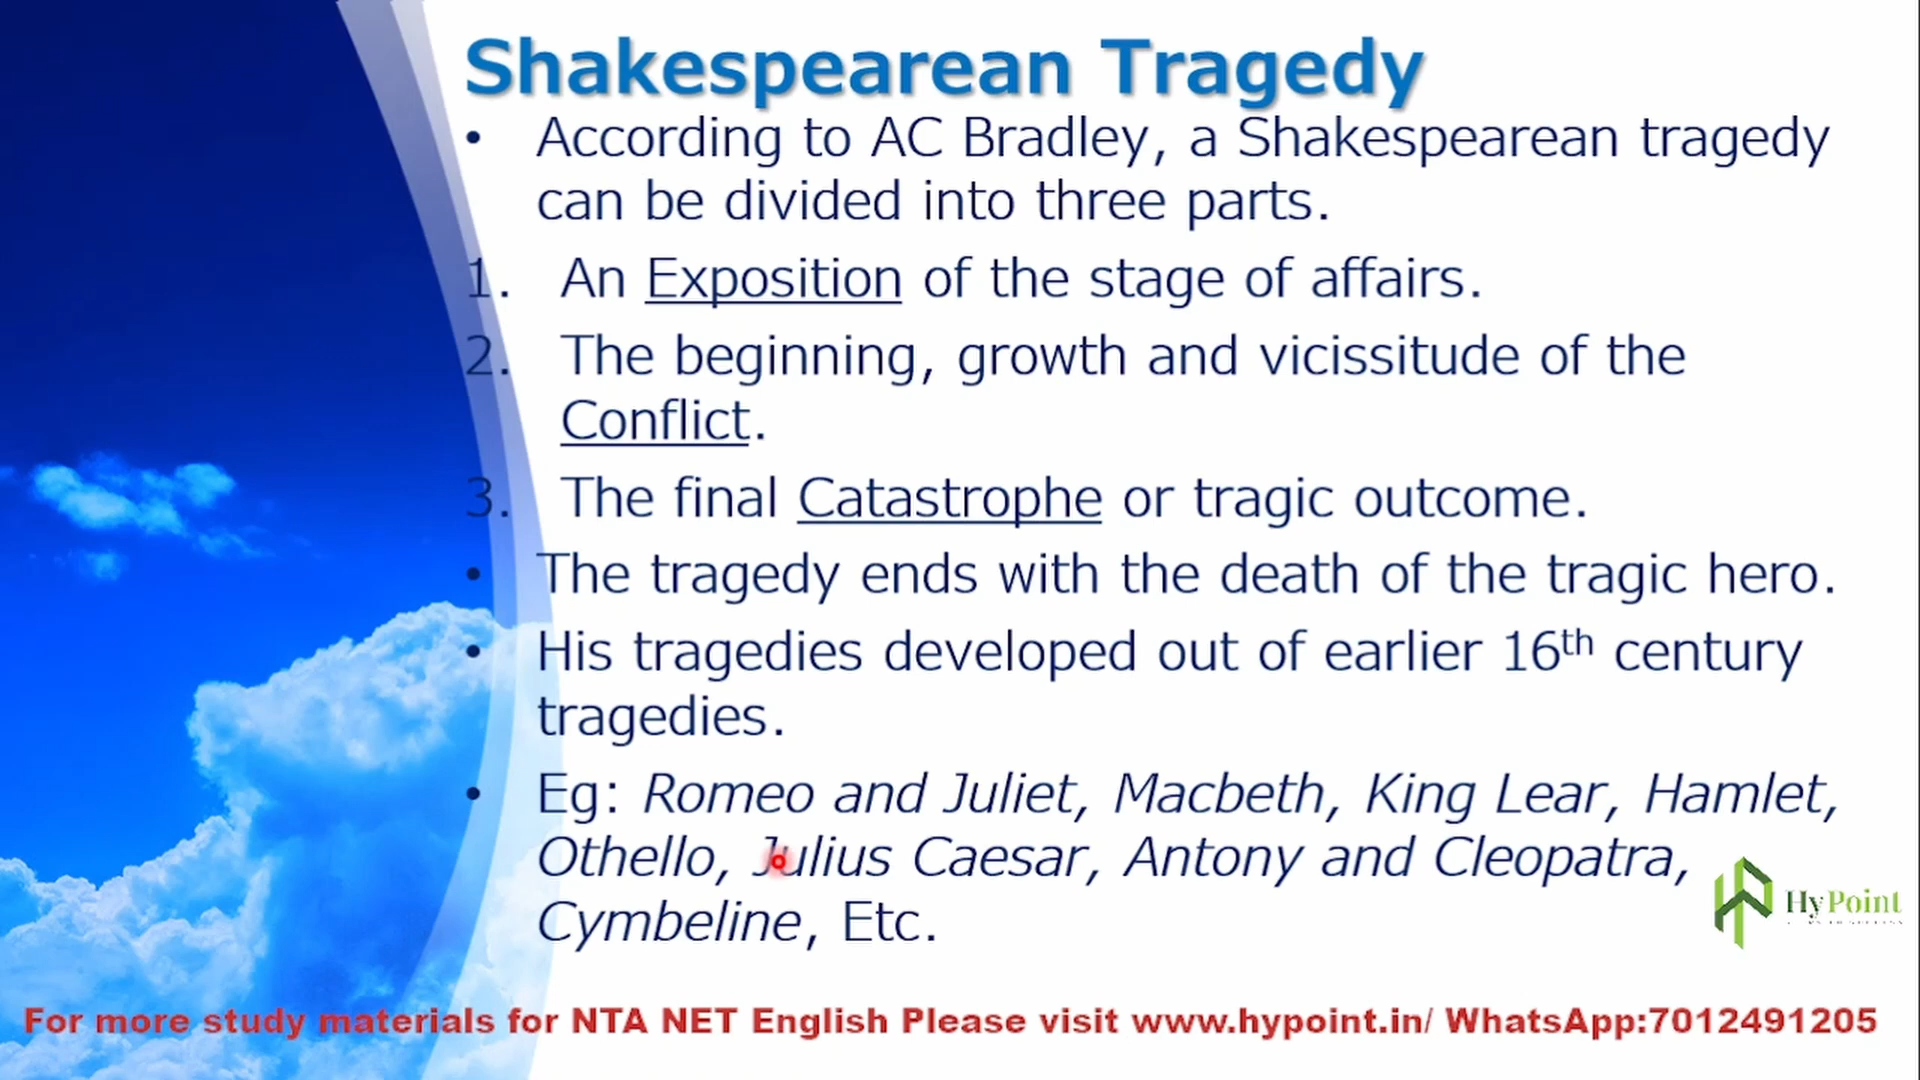 Shakespearean Tragedy
• According to AC Bradley, a Shakespearean tragedy
can be divided into three parts.
1. An Exposition of the stage of affairs.
2. The beginning, growth and vicissitude of the
Conflict.
3. The final Catastrophe or tragic outcome.
• The tragedy ends with the death of the tragic hero.
• His tragedies developed out of earlier 16th century
tragedies.
• Eg: Romeo and Juliet, Macbeth, King Lear, Hamlet,
Othello, Julius Caesar, Antony and Cleopatra,
Cymbeline, Etc.
HyPoint
For more study materials for NTA NET English Please visit www.hypoint.in/ WhatsApp:7012491205